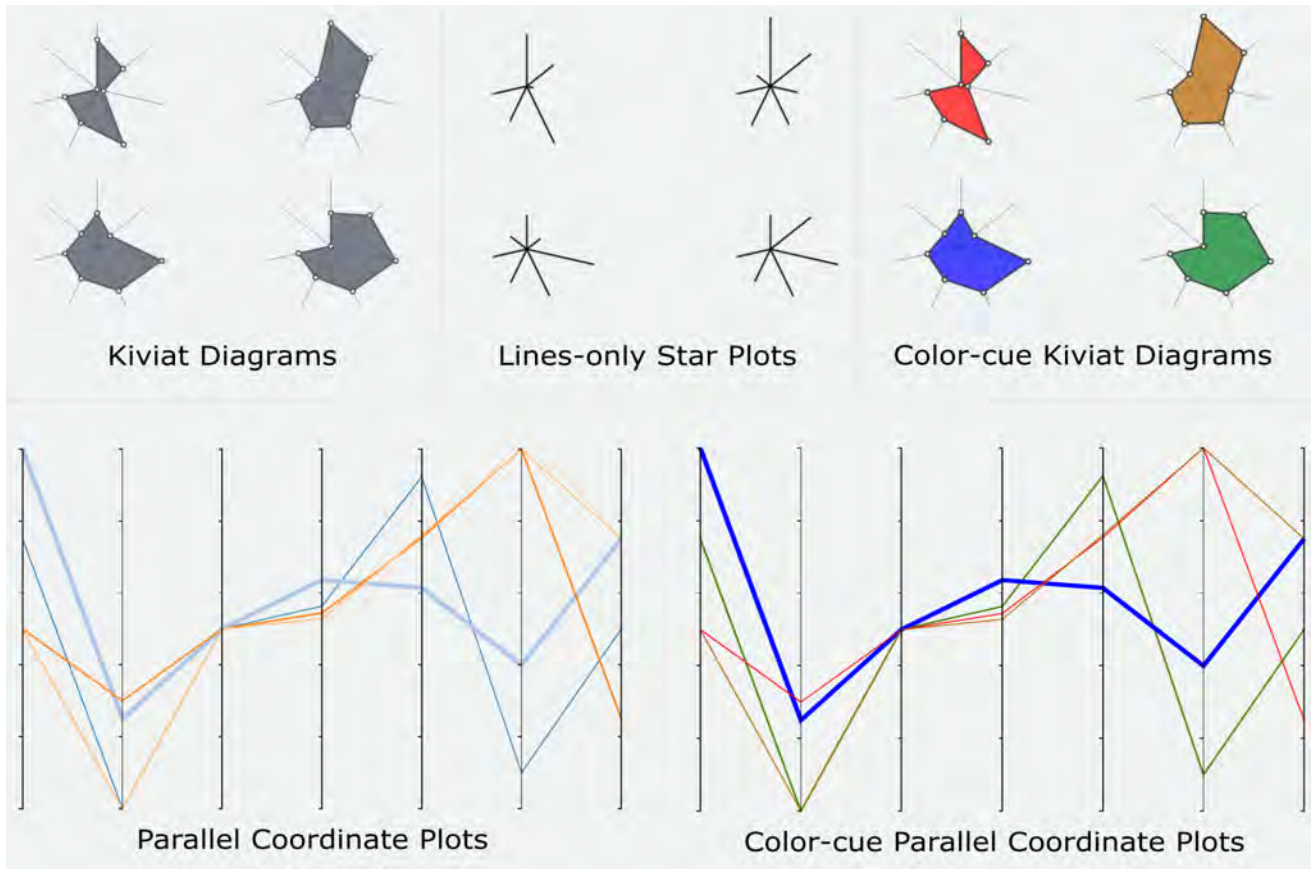 Kiviat Diagrams
Lines-only Star Plots
Color-cue Kiviat Diagrams
Parallel Coordinate Plots
Color-cue Parallel Coordinate Plots